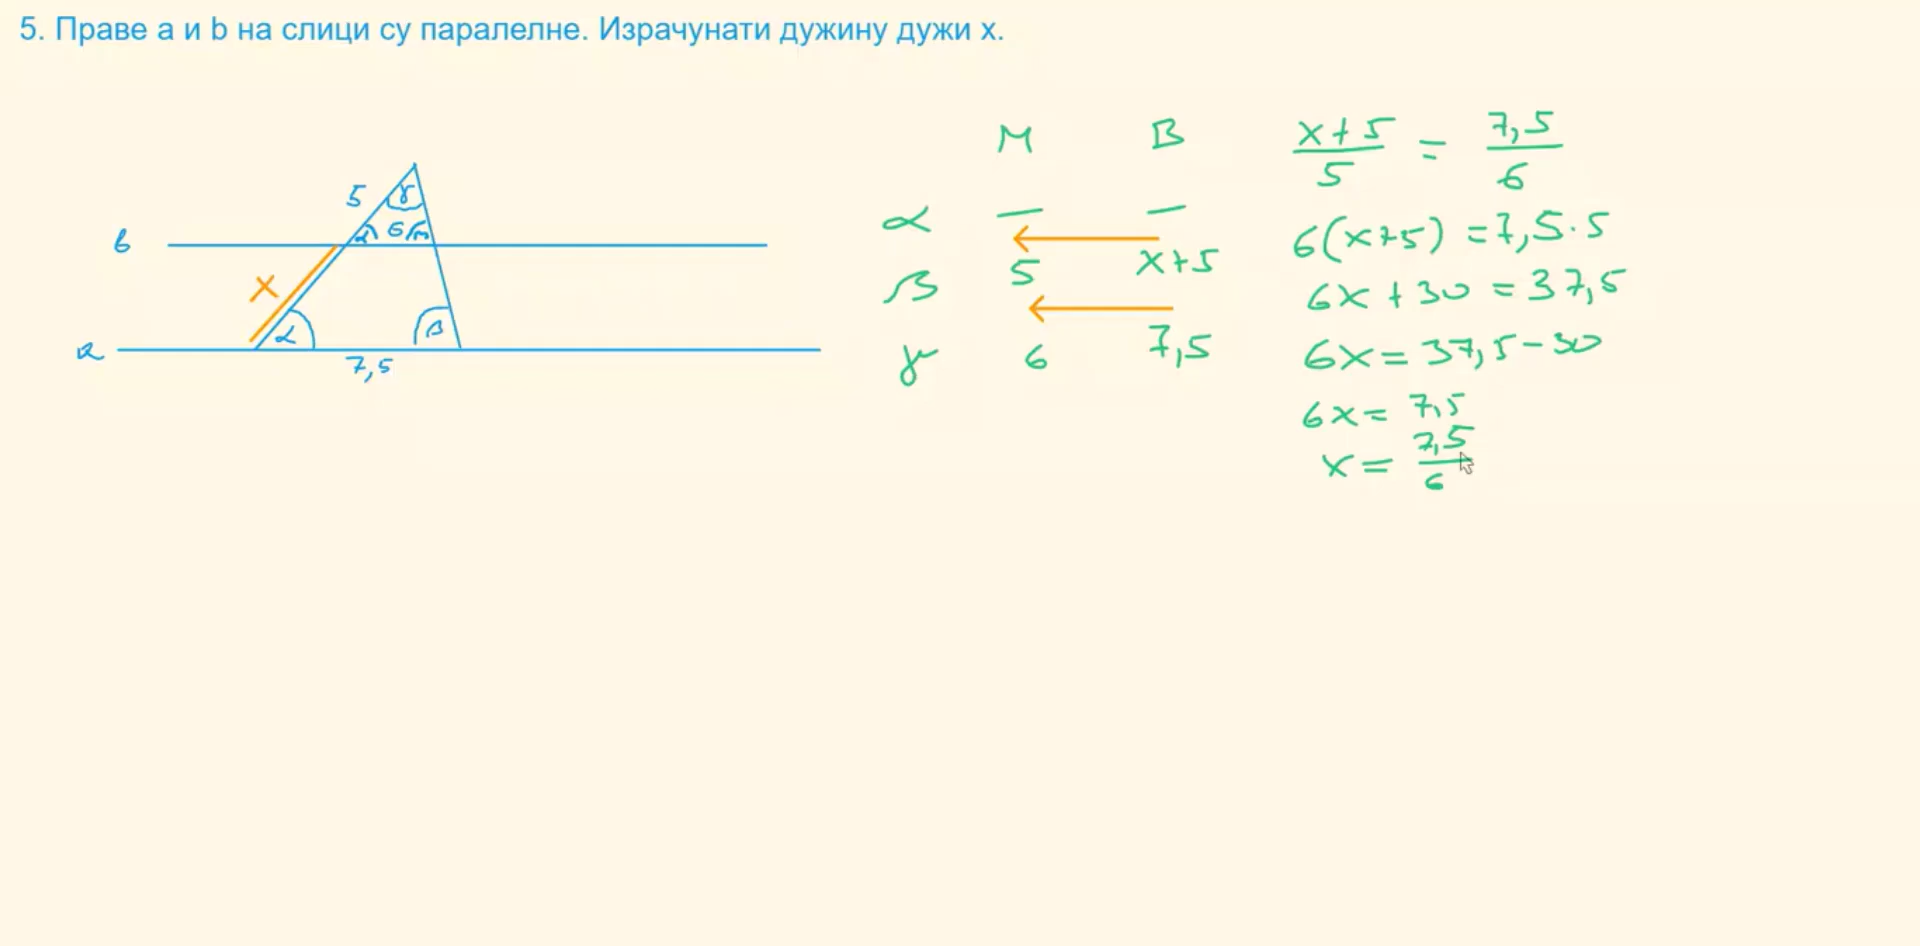 5. Праве а и b на слици су паралелне. Израчунати дужину дужи x.
5 γ
α 6 β
b
x
α β
a
7,5
М В
α — —
5 x+5
β
γ 6 7,5
x+5/5 = 7,5/6
6(x+5) = 7,5·5
6x + 30 = 37,5
6x = 37,5 - 30
6x = 7,5
x = 7,5/6